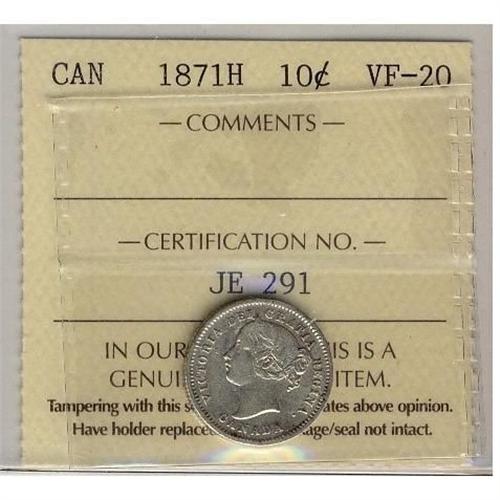 CAN 1871H 10¢ VF-20
— COMMENTS —
— CERTIFICATION NO. —
JE 291
IN OUR IS IS A
GENUI ITEM.
Tampering with this s ates above opinion.
Have holder replace age/seal not intact.
VICTORIA DEI GRATIA REGINA
CANADA